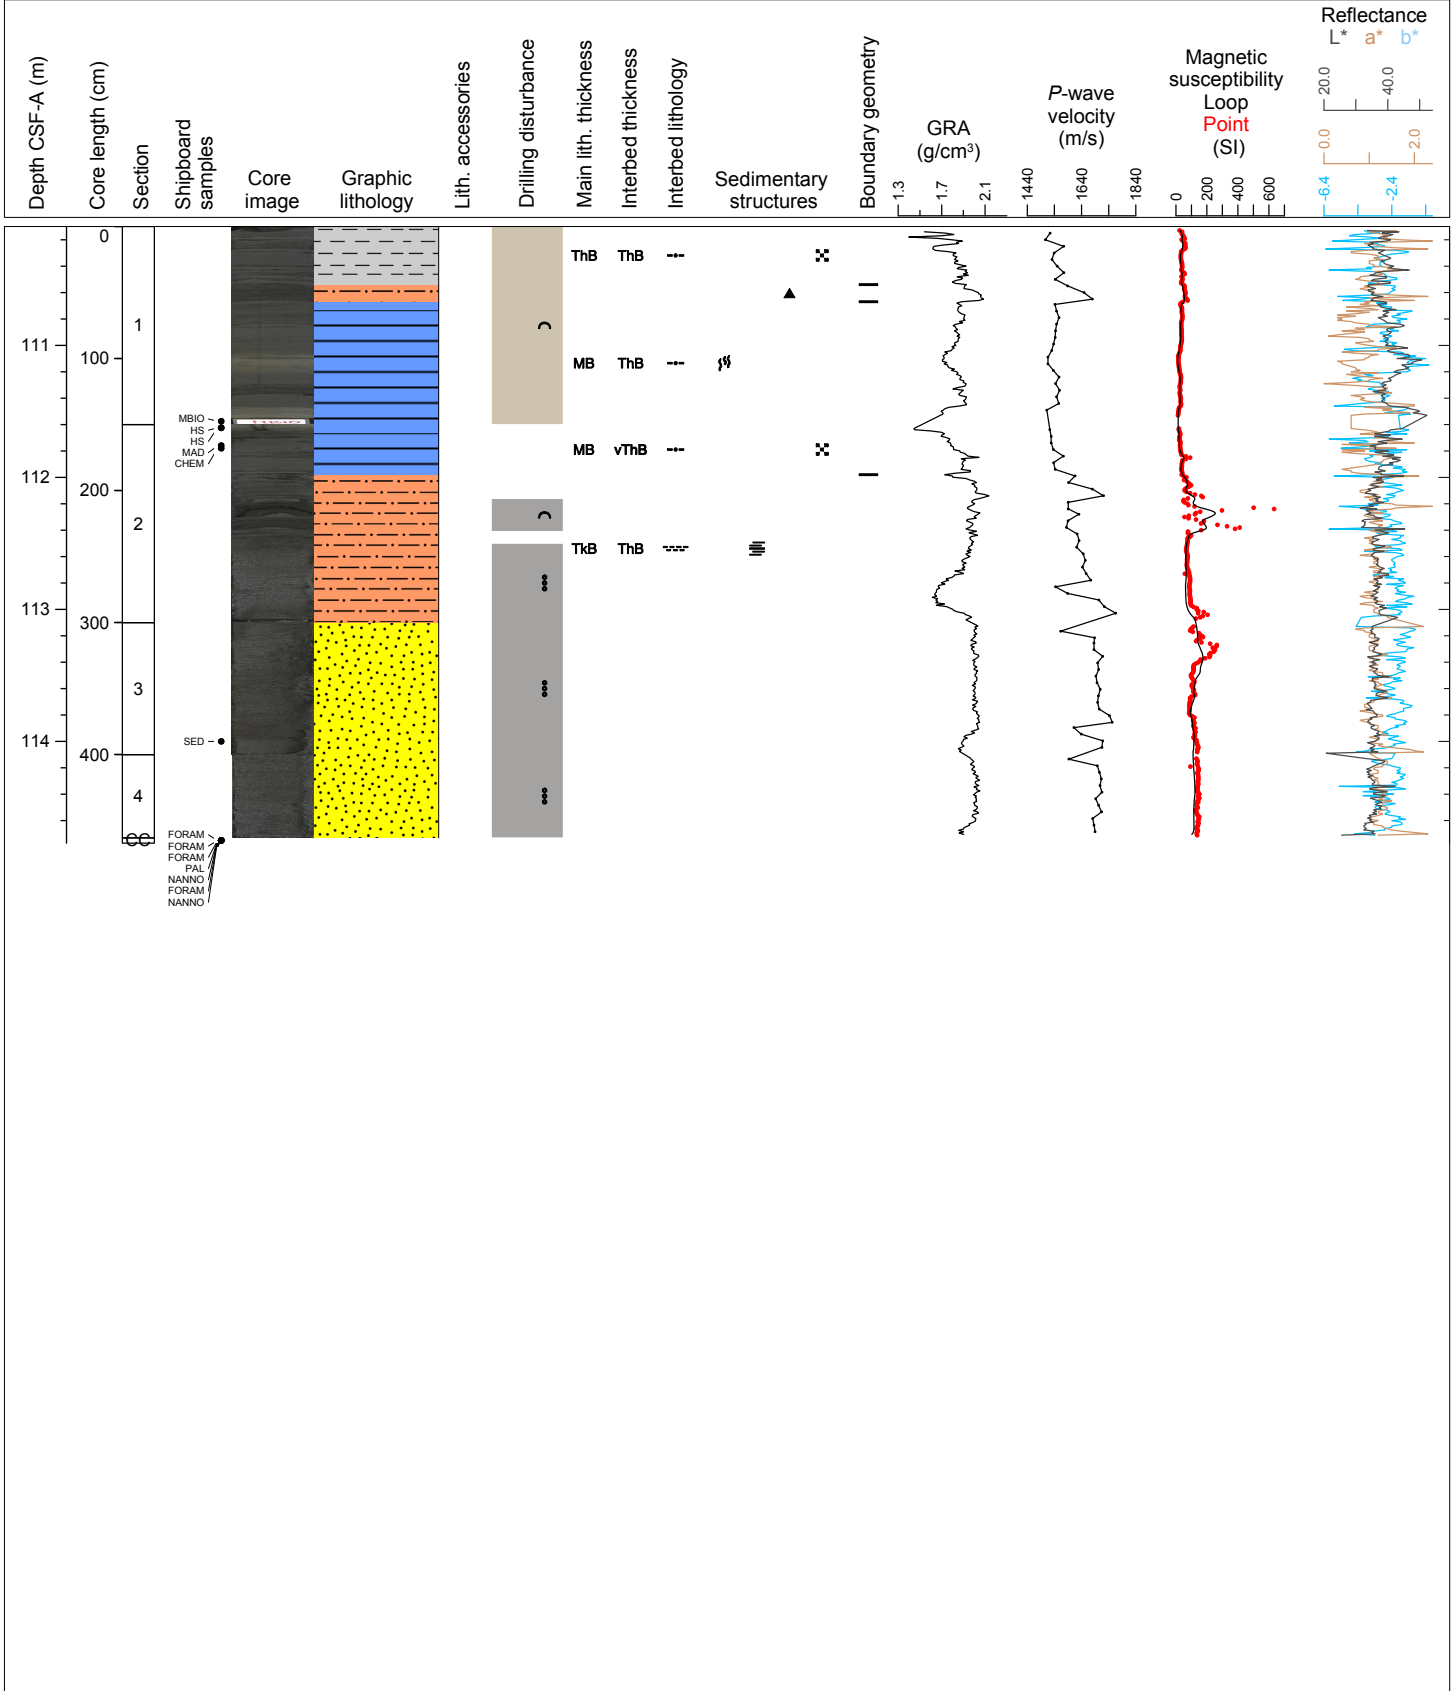 Depth CSF-A (m)
Core length (cm)
Section
Shipboard
samples
Core
image
Graphic
lithology
Lith. accessories
Drilling disturbance
Main lith. thickness
Interbed thickness
Interbed lithology
Sedimentary
structures
Boundary geometry
GRA
(g/cm³)
1.3 1.7 2.1
P-wave
velocity
(m/s)
1440 1640 1840
Magnetic
susceptibility
Loop
Point
(SI)
0 200 400 600
Reflectance
L* a* b*
20.0 40.0
0.0 2.0
-6.4 -2.4
111
112
113
114
0
100
200
300
400
1
2
3
4
CC
MBIO
HS
HS
MAD
CHEM
SED
FORAM
FORAM
FORAM
PAL
NANNO
FORAM
NANNO
ThB ThB
MB ThB
MB vThB
TkB ThB